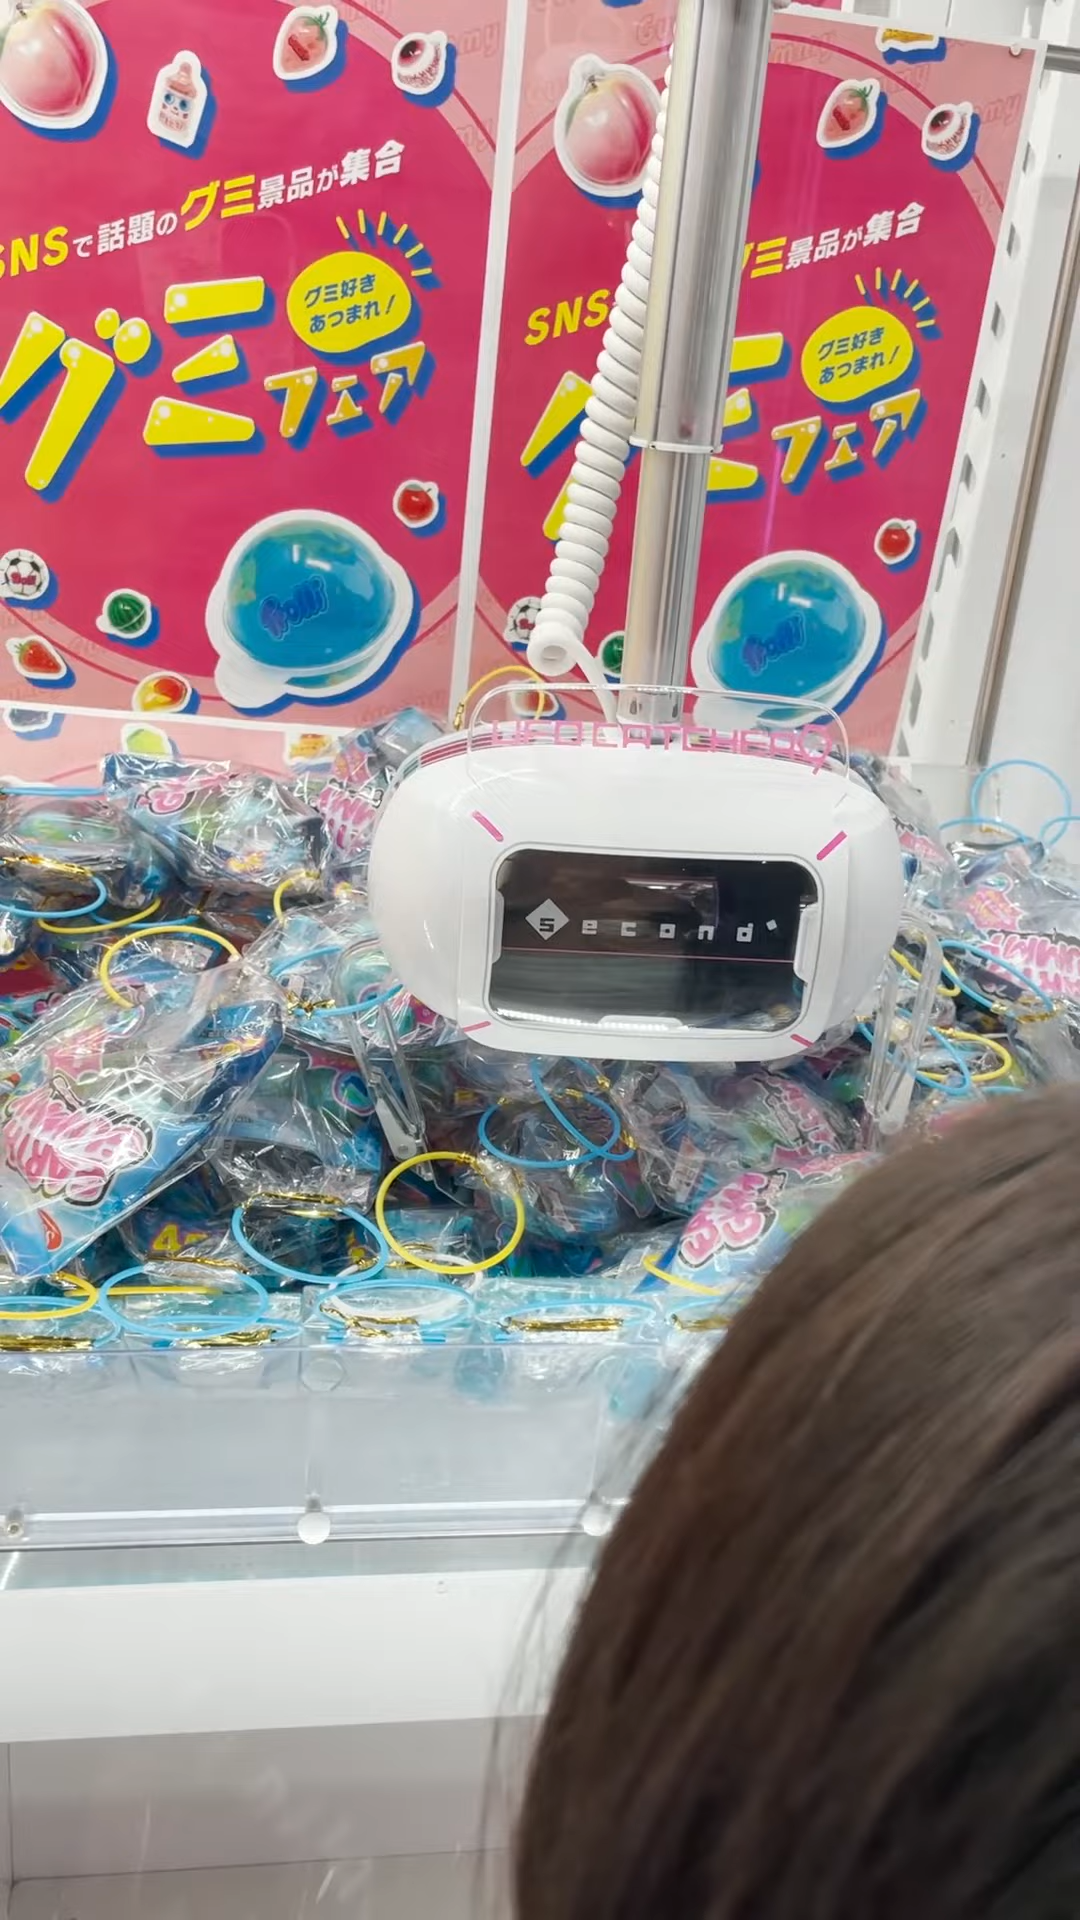 SNSで話題のグミ景品が集合
グミ好き
あつまれ!
グミフェア
trolli
SNS
グミ景品が集合
グミ好き
あつまれ!
ミフェア
trolli
UFO CATCHER 9
second